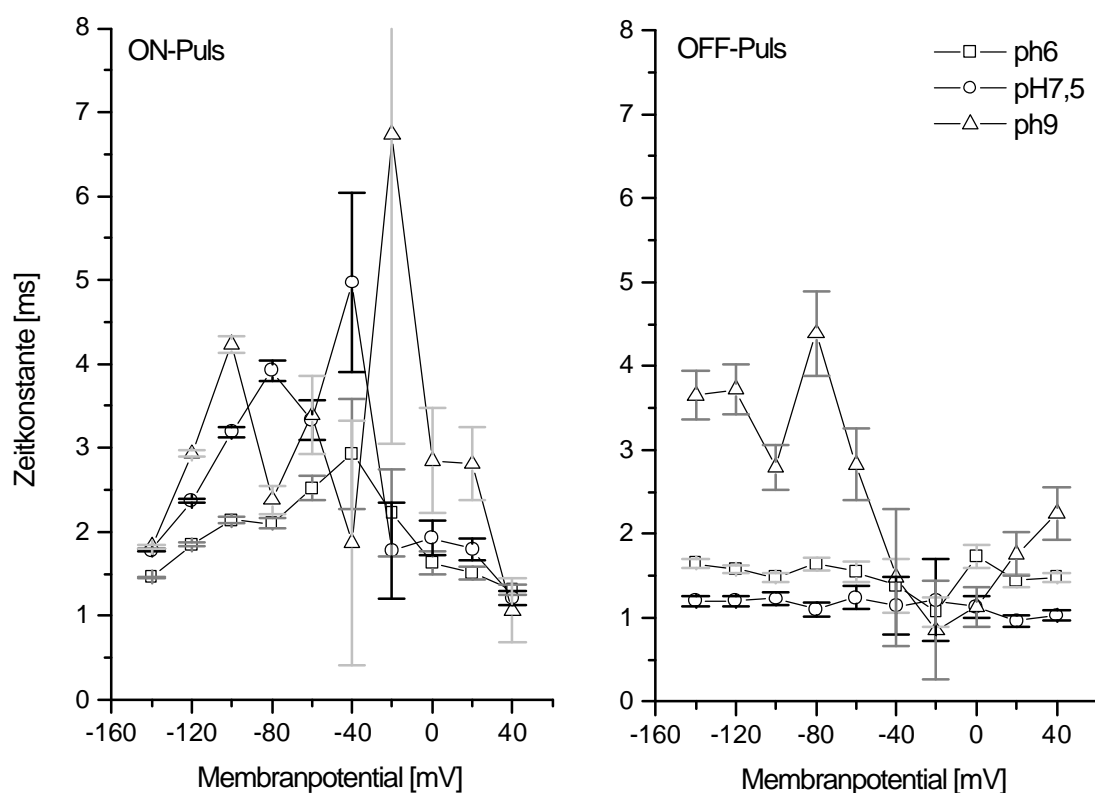 ON-Puls
OFF-Puls
ph6
pH7,5
ph9
Zeitkonstante [ms]
8
7
6
5
4
3
2
1
0
-160 -120 -80 -40 0 40
Membranpotential [mV]
8
7
6
5
4
3
2
1
0
-160 -120 -80 -40 0 40
Membranpotential [mV]